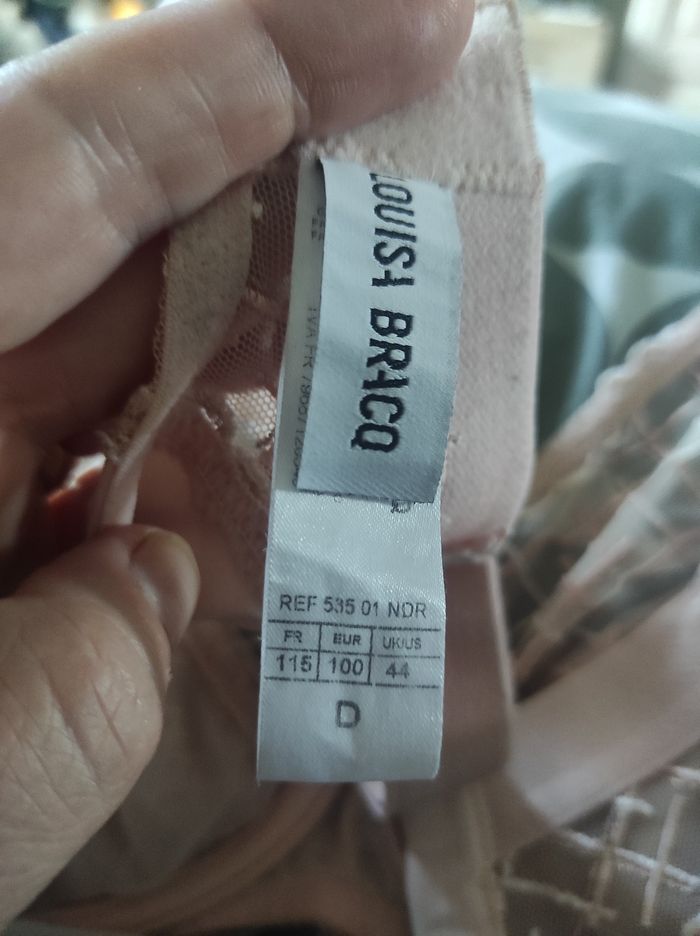 LOUISA BRACQ
REF 535 01 NDR
FR EUR UK/US
115 100 44
D